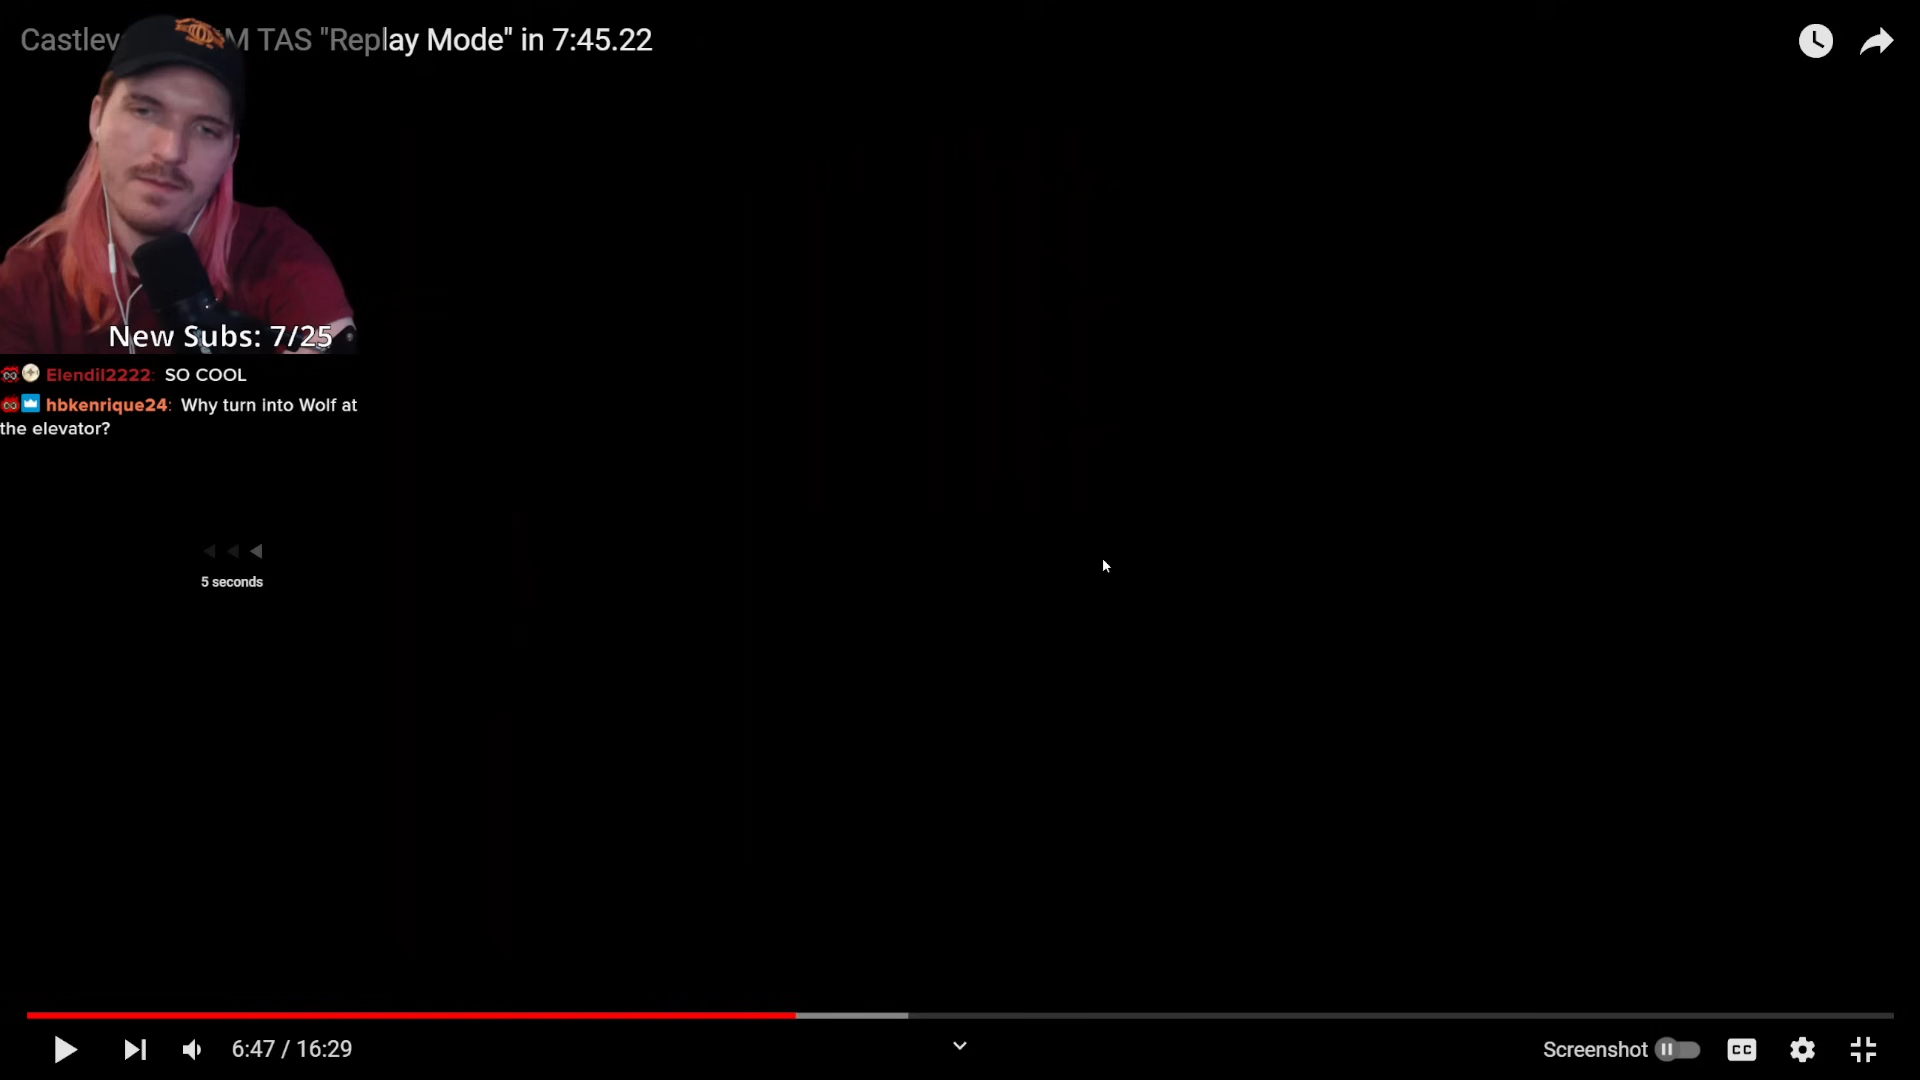 Castlev M TAS "Replay Mode" in 7:45.22
New Subs: 7/25
Elendil2222: SO COOL
hbkenrique24: Why turn into Wolf at
the elevator?
5 seconds
6:47 / 16:29
Screenshot
CC